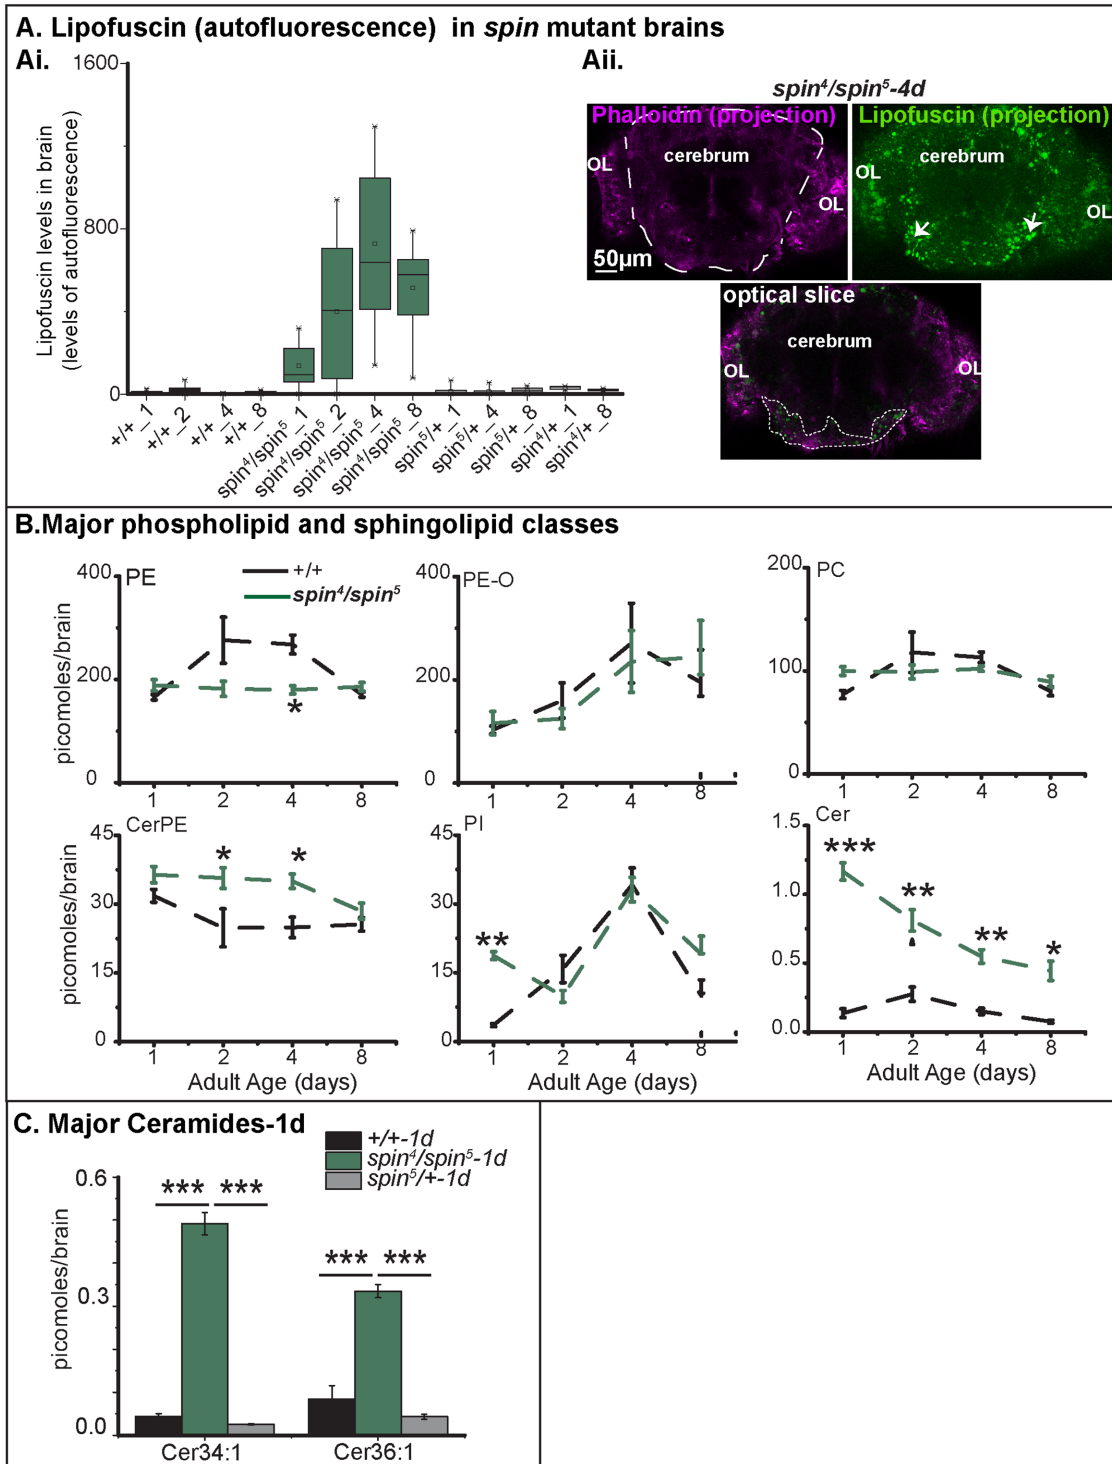 A. Lipofuscin (autofluorescence) in spin mutant brains
Ai.
Aii.
1600
800
0
Lipofuscin levels in brain
(levels of autofluorescence)
+/+_1
+/+_2
+/+_4
+/+_8
spin⁴/spin⁵_1
spin⁴/spin⁵_2
spin⁴/spin⁵_4
spin⁴/spin⁵_8
spin⁵/+_1
spin⁵/+_4
spin⁵/+_8
spin⁴/+_1
spin⁴/+_8
spin⁴/spin⁵-4d
Phalloidin (projection)
OL
cerebrum
OL
50µm
Lipofuscin (projection)
OL
cerebrum
OL
optical slice
cerebrum
OL
OL
B.Major phospholipid and sphingolipid classes
PE
+/+
spin⁴/spin⁵
400
200
0
picomoles/brain
*
1 2 4 8
PE-O
400
200
0
1 2 4 8
PC
200
100
0
1 2 4 8
CerPE
45
30
15
0
picomoles/brain
* *
1 2 4 8
Adult Age (days)
PI
45
30
15
0
**
1 2 4 8
Adult Age (days)
Cer
1.5
1.0
0.5
0.0
*** ** ** *
1 2 4 8
Adult Age (days)
C. Major Ceramides-1d
+/+-1d
spin⁴/spin⁵-1d
spin⁵/+-1d
0.6
0.3
0.0
picomoles/brain
*** ***
*** ***
Cer34:1 Cer36:1